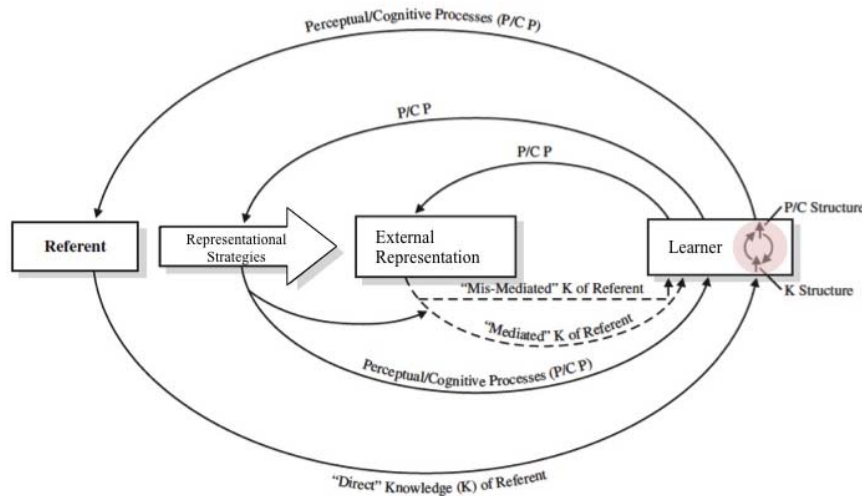 Perceptual/Cognitive Processes (P/C P)
P/C P
P/C P
P/C Structure
Referent
Representational
Strategies
External
Representation
Learner
K Structure
“Mis-Mediated” K of Referent
“Mediated” K of Referent
Perceptual/Cognitive Processes (P/C P)
“Direct” Knowledge (K) of Referent